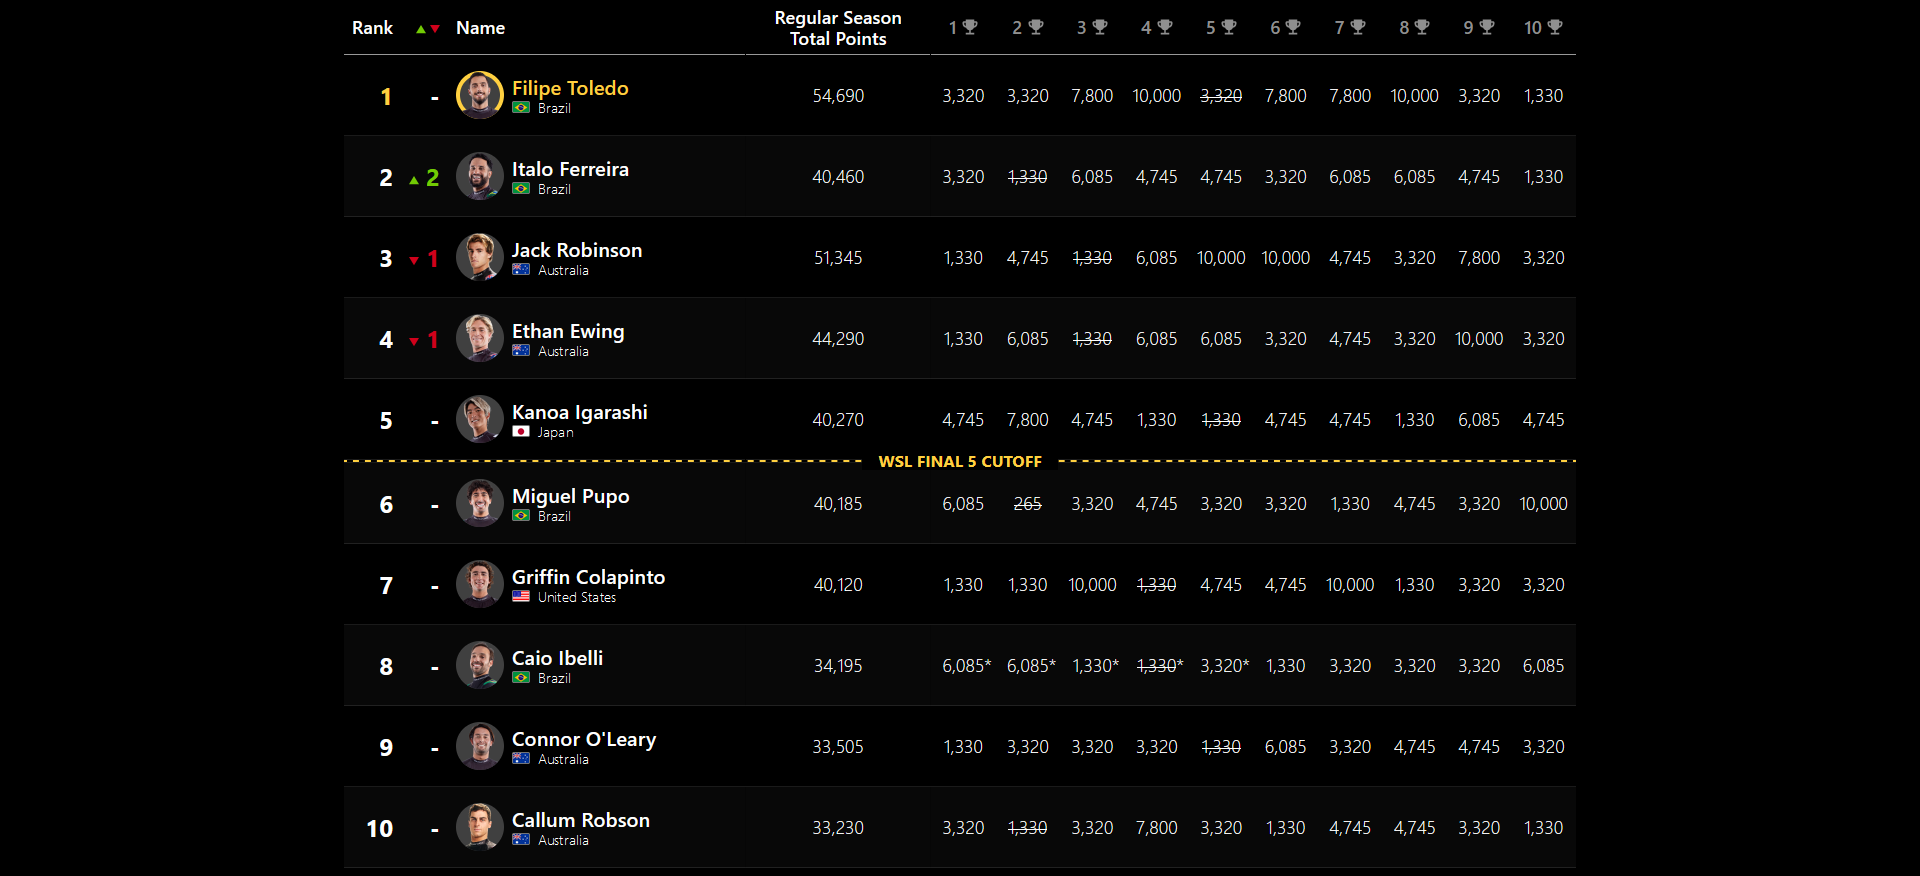 Rank ▲▼ Name Regular Season Total Points 1 2 3 4 5 6 7 8 9 10
1 - Filipe Toledo Brazil 54,690 3,320 3,320 7,800 10,000 3,320 7,800 7,800 10,000 3,320 1,330
2 ▲ 2 Italo Ferreira Brazil 40,460 3,320 1,330 6,085 4,745 4,745 3,320 6,085 6,085 4,745 1,330
3 ▼ 1 Jack Robinson Australia 51,345 1,330 4,745 1,330 6,085 10,000 10,000 4,745 3,320 7,800 3,320
4 ▼ 1 Ethan Ewing Australia 44,290 1,330 6,085 1,330 6,085 6,085 3,320 4,745 3,320 10,000 3,320
5 - Kanoa Igarashi Japan 40,270 4,745 7,800 4,745 1,330 1,330 4,745 4,745 1,330 6,085 4,745
WSL FINAL 5 CUTOFF
6 - Miguel Pupo Brazil 40,185 6,085 265 3,320 4,745 3,320 3,320 1,330 4,745 3,320 10,000
7 - Griffin Colapinto United States 40,120 1,330 1,330 10,000 1,330 4,745 4,745 10,000 1,330 3,320 3,320
8 - Caio Ibelli Brazil 34,195 6,085* 6,085* 1,330* 1,330* 3,320* 1,330 3,320 3,320 3,320 6,085
9 - Connor O'Leary Australia 33,505 1,330 3,320 3,320 3,320 1,330 6,085 3,320 4,745 4,745 3,320
10 - Callum Robson Australia 33,230 3,320 1,330 3,320 7,800 3,320 1,330 4,745 4,745 3,320 1,330